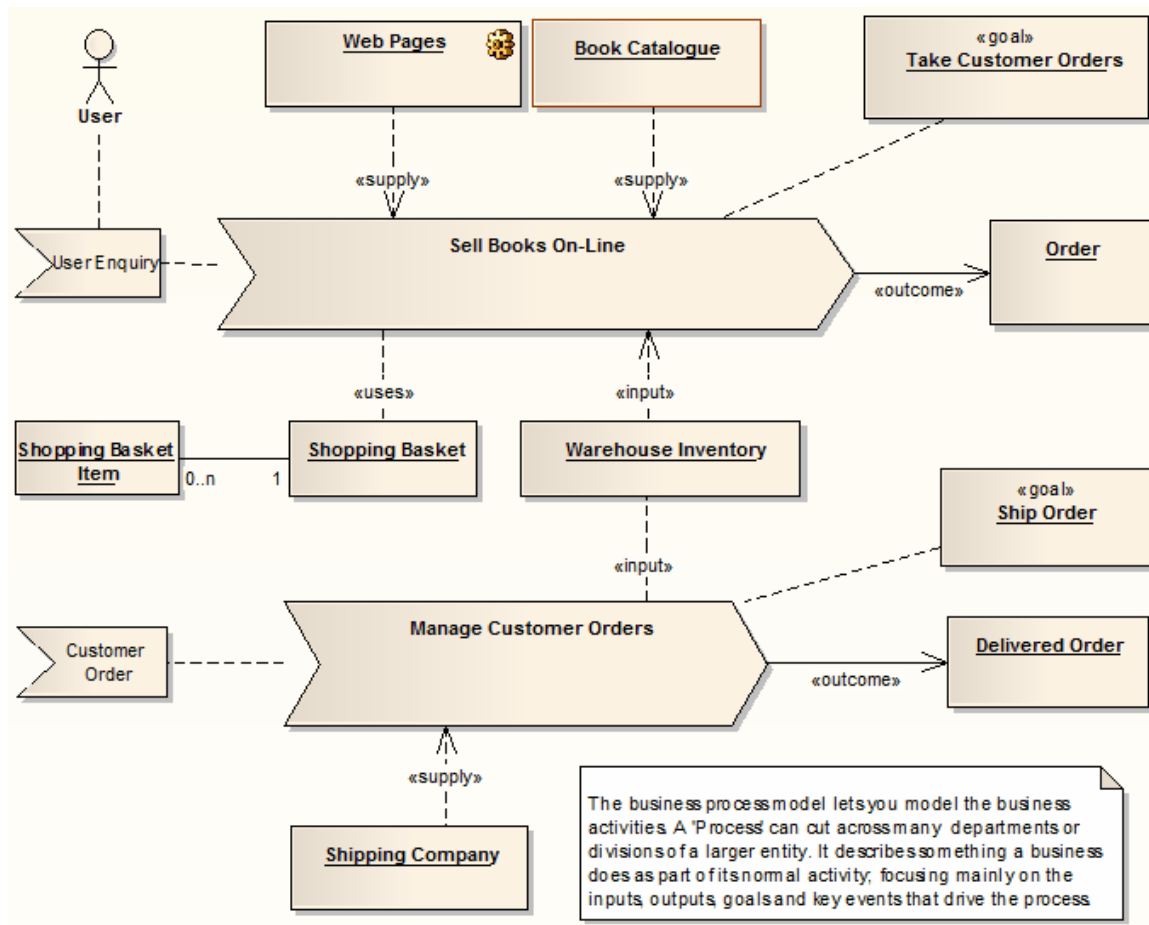 Web Pages
Book Catalogue
«goal»
Take Customer Orders
User
«supply»
«supply»
User Enquiry
Sell Books On-Line
Order
«outcome»
«uses»
«input»
Shopping Basket
Item
0..n
1
Shopping Basket
Warehouse Inventory
«goal»
Ship Order
«input»
Customer
Order
Manage Customer Orders
Delivered Order
«outcome»
«supply»
Shipping Company
The business process model lets you model the business
activities. A 'Process' can cut across many departments or
divisions of a larger entity. It describes something a business
does as part of its normal activity; focusing mainly on the
inputs, outputs, goals and key events that drive the process.